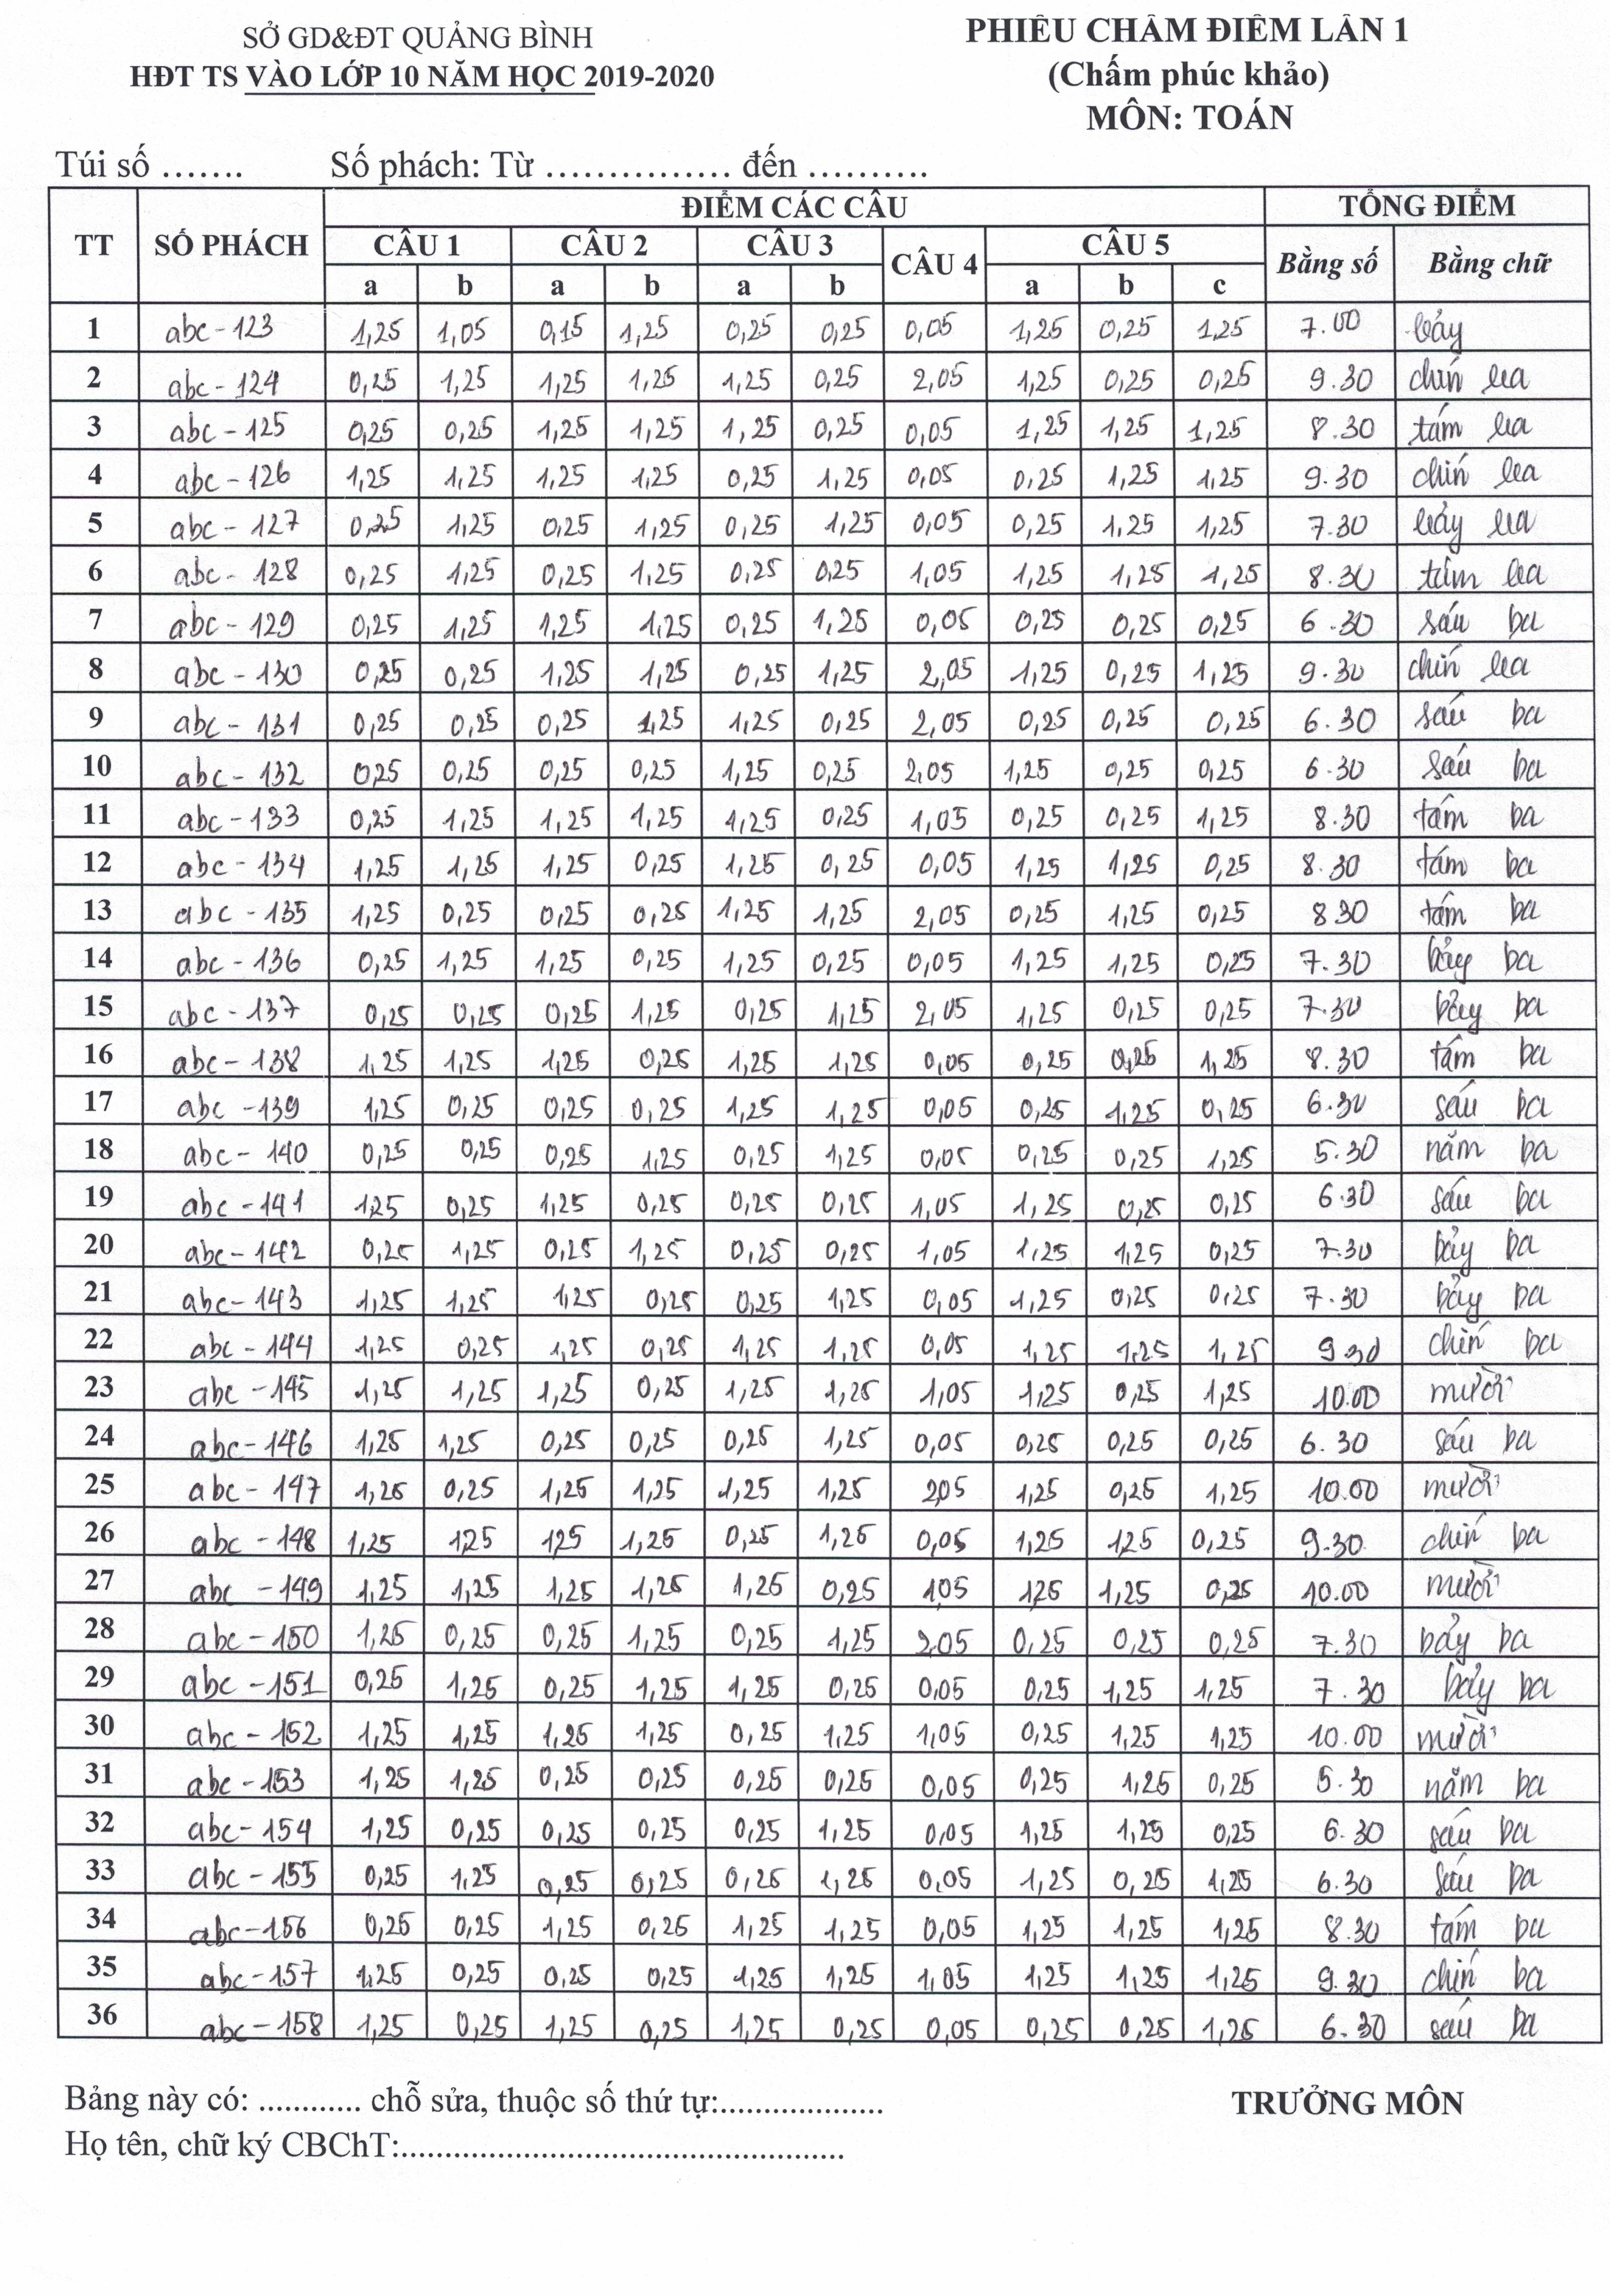 SỞ GD&ĐT QUẢNG BÌNH
HĐT TS VÀO LỚP 10 NĂM HỌC 2019-2020
PHIẾU CHẤM ĐIỂM LẦN 1
(Chấm phúc khảo)
MÔN: TOÁN
Túi số ....... Số phách: Từ ................ đến ..........
TT SỐ PHÁCH ĐIỂM CÁC CÂU TỔNG ĐIỂM
CÂU 1 CÂU 2 CÂU 3 CÂU 4 CÂU 5 Bằng số Bằng chữ
a b a b a b a b c
1 abc-123 1,25 1,05 0,15 1,25 0,25 0,25 0,05 1,25 0,25 1,25 7.00 bảy
2 abc-124 0,25 1,25 1,25 1,25 1,25 0,25 2,05 1,25 0,25 0,25 9.30 chín ba
3 abc-125 0,25 0,25 1,25 1,25 1,25 0,25 0,05 1,25 1,25 1,25 8.30 tám ba
4 abc-126 1,25 1,25 1,25 1,25 0,25 1,25 0,05 0,25 1,25 1,25 9.30 chín ba
5 abc-127 0,25 1,25 0,25 1,25 0,25 1,25 0,05 0,25 1,25 1,25 7.30 bảy ba
6 abc-128 0,25 1,25 0,25 1,25 0,25 0,25 1,05 1,25 1,25 1,25 8.30 tám ba
7 abc-129 0,25 1,25 1,25 1,25 0,25 1,25 0,05 0,25 0,25 0,25 6.30 sáu ba
8 abc-130 0,25 0,25 1,25 1,25 0,25 1,25 2,05 1,25 0,25 1,25 9.30 chín ba
9 abc-131 0,25 0,25 0,25 1,25 1,25 0,25 2,05 0,25 0,25 0,25 6.30 sáu ba
10 abc-132 0,25 0,25 0,25 0,25 1,25 0,25 2,05 1,25 0,25 0,25 6.30 sáu ba
11 abc-133 0,25 1,25 1,25 1,25 1,25 0,25 1,05 0,25 0,25 1,25 8.30 tám ba
12 abc-134 1,25 1,25 1,25 0,25 1,25 0,25 0,05 1,25 1,25 0,25 8.30 tám ba
13 abc-135 1,25 0,25 0,25 0,25 1,25 1,25 2,05 0,25 1,25 0,25 8 30 tám ba
14 abc-136 0,25 1,25 1,25 0,25 1,25 0,25 0,05 1,25 1,25 0,25 7.30 bảy ba
15 abc-137 0,25 0,25 0,25 1,25 0,25 1,25 2,05 1,25 0,25 0,25 7.30 bảy ba
16 abc-138 1,25 1,25 1,25 0,25 1,25 1,25 0,05 0,25 0,25 1,25 8.30 tám ba
17 abc-139 1,25 0,25 0,25 0,25 1,25 1,25 0,05 0,25 1,25 0,25 6.30 sáu ba
18 abc-140 0,25 0,25 0,25 1,25 0,25 1,25 0,05 0,25 0,25 1,25 5.30 năm ba
19 abc-141 1,25 0,25 1,25 0,25 0,25 0,25 1,05 1,25 0,25 0,25 6.30 sáu ba
20 abc-142 0,25 1,25 0,25 1,25 0,25 0,25 1,05 1,25 1,25 0,25 7.30 bảy ba
21 abc-143 1,25 1,25 1,25 0,25 0,25 1,25 0,05 1,25 0,25 0,25 7.30 bảy ba
22 abc-144 1,25 0,25 1,25 0,25 1,25 1,25 0,05 1,25 1,25 1,25 9 30 chín ba
23 abc-145 1,25 1,25 1,25 0,25 1,25 1,25 1,05 1,25 0,25 1,25 10.00 mười
24 abc-146 1,25 1,25 0,25 0,25 0,25 1,25 0,05 0,25 0,25 0,25 6.30 sáu ba
25 abc-147 1,25 0,25 1,25 1,25 1,25 1,25 205 1,25 0,25 1,25 10.00 mười
26 abc-148 1,25 125 125 1,25 0,25 1,25 0,05 1,25 125 0,25 9.30 chín ba
27 abc-149 1,25 1,25 1,25 1,25 1,25 0,25 105 125 1,25 0,25 10.00 mười
28 abc-150 1,25 0,25 0,25 1,25 0,25 1,25 205 0,25 0,25 0,25 7.30 bảy ba
29 abc-151 0,25 1,25 0,25 1,25 1,25 0,25 0,05 0,25 1,25 1,25 7.30 bảy ba
30 abc-152 1,25 1,25 1,25 1,25 0,25 1,25 1,05 0,25 1,25 1,25 10.00 mười
31 abc-153 1,25 1,25 0,25 0,25 0,25 0,25 0,05 0,25 1,25 0,25 5.30 năm ba
32 abc-154 1,25 0,25 0,25 0,25 0,25 1,25 0,05 1,25 1,25 0,25 6.30 sáu ba
33 abc-155 0,25 1,25 0,25 0,25 0,25 1,25 0,05 1,25 0,25 1,25 6.30 sáu ba
34 abc-156 0,25 0,25 1,25 0,25 1,25 1,25 0,05 1,25 1,25 1,25 8.30 tám ba
35 abc-157 1,25 0,25 0,25 0,25 1,25 1,25 1,05 1,25 1,25 1,25 9.30 chín ba
36 abc-158 1,25 0,25 1,25 0,25 1,25 0,25 0,05 0,25 0,25 1,25 6.30 sáu ba
Bảng này có: ............ chỗ sửa, thuộc số thứ tự:................... TRƯỞNG MÔN
Họ tên, chữ ký CBChT:....................................................